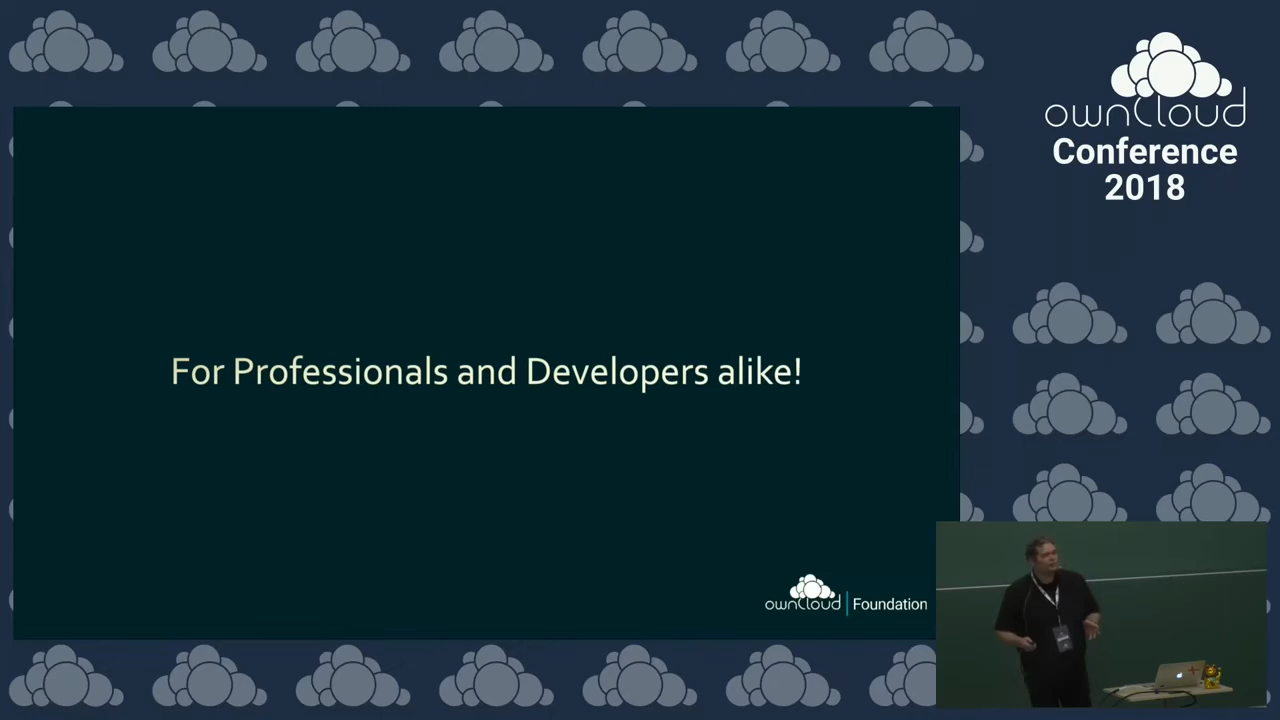 ownCloud
Conference
2018
For Professionals and Developers alike!
ownCloud | Foundation